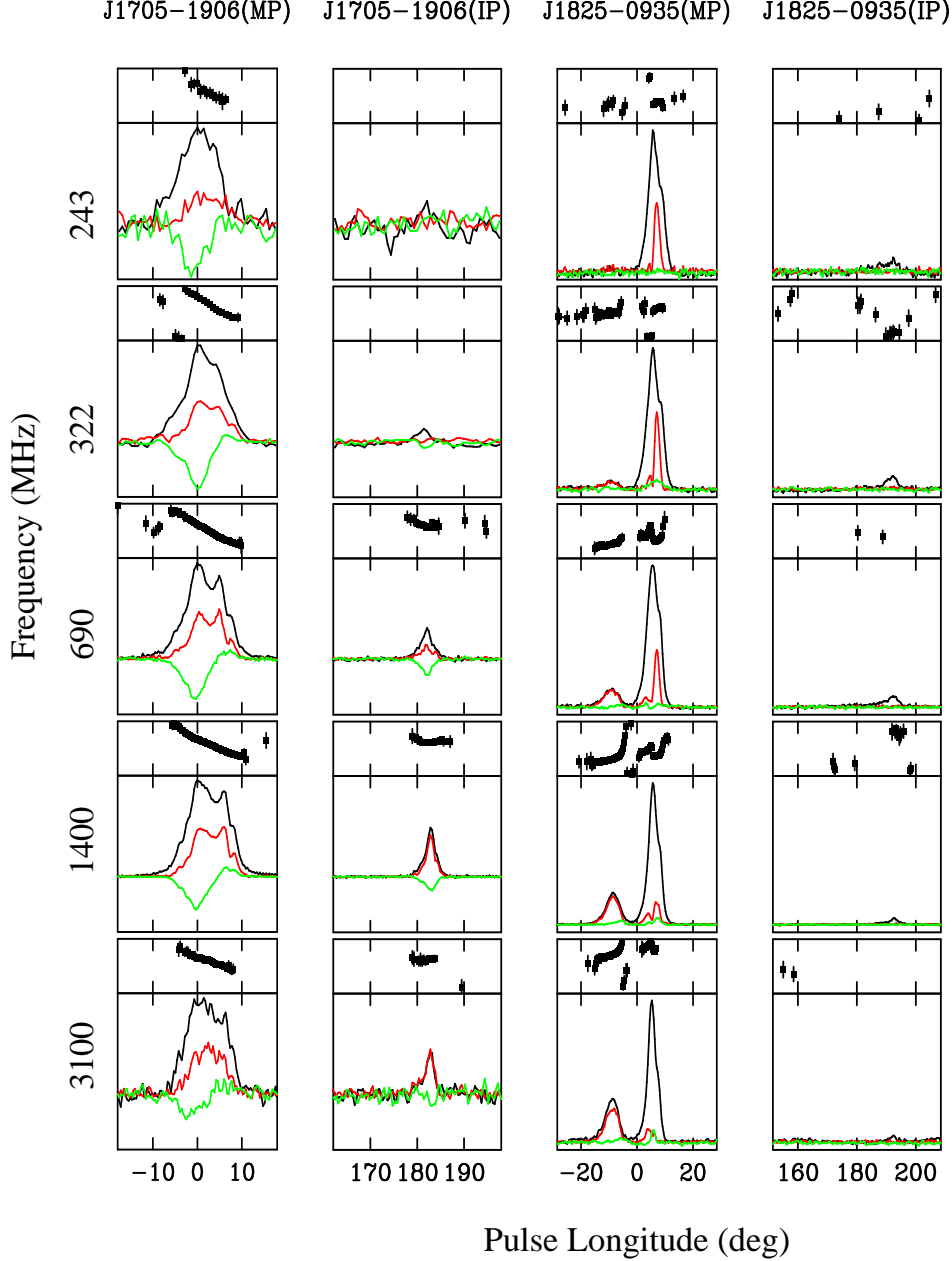 J1705-1906(MP) J1705-1906(IP) J1825-0935(MP) J1825-0935(IP)
Frequency (MHz)
243
322
690
1400
3100
-10 0 10 170 180 190 -20 0 20 160 180 200
Pulse Longitude (deg)